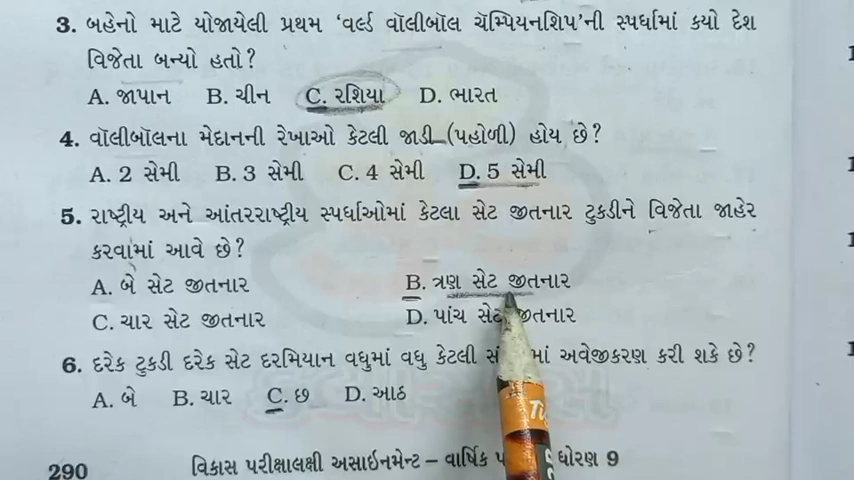 3. બહેનો માટે યોજાયેલી પ્રથમ ‘વર્લ્ડ વૉલીબૉલ ચૅમ્પિયનશિપ’ની સ્પર્ધામાં કયો દેશ
વિજેતા બન્યો હતો?
A. જાપાન B. ચીન C. રશિયા D. ભારત
4. વૉલીબૉલના મેદાનની રેખાઓ કેટલી જાડી (પહોળી) હોય છે?
A. 2 સેમી B. 3 સેમી C. 4 સેમી D. 5 સેમી
5. રાષ્ટ્રીય અને આંતરરાષ્ટ્રીય સ્પર્ધાઓમાં કેટલા સેટ જીતનાર ટુકડીને વિજેતા જાહેર
કરવામાં આવે છે?
A. બે સેટ જીતનાર B. ત્રણ સેટ જીતનાર
C. ચાર સેટ જીતનાર D. પાંચ સેટ જીતનાર
6. દરેક ટુકડી દરેક સેટ દરમિયાન વધુમાં વધુ કેટલી અવેજીકરણ કરી શકે છે?
A. બે B. ચાર C. છ D. આઠ
290 વિકાસ પરીક્ષાલક્ષી અસાઇનમેન્ટ – વાર્ષિક ધોરણ 9